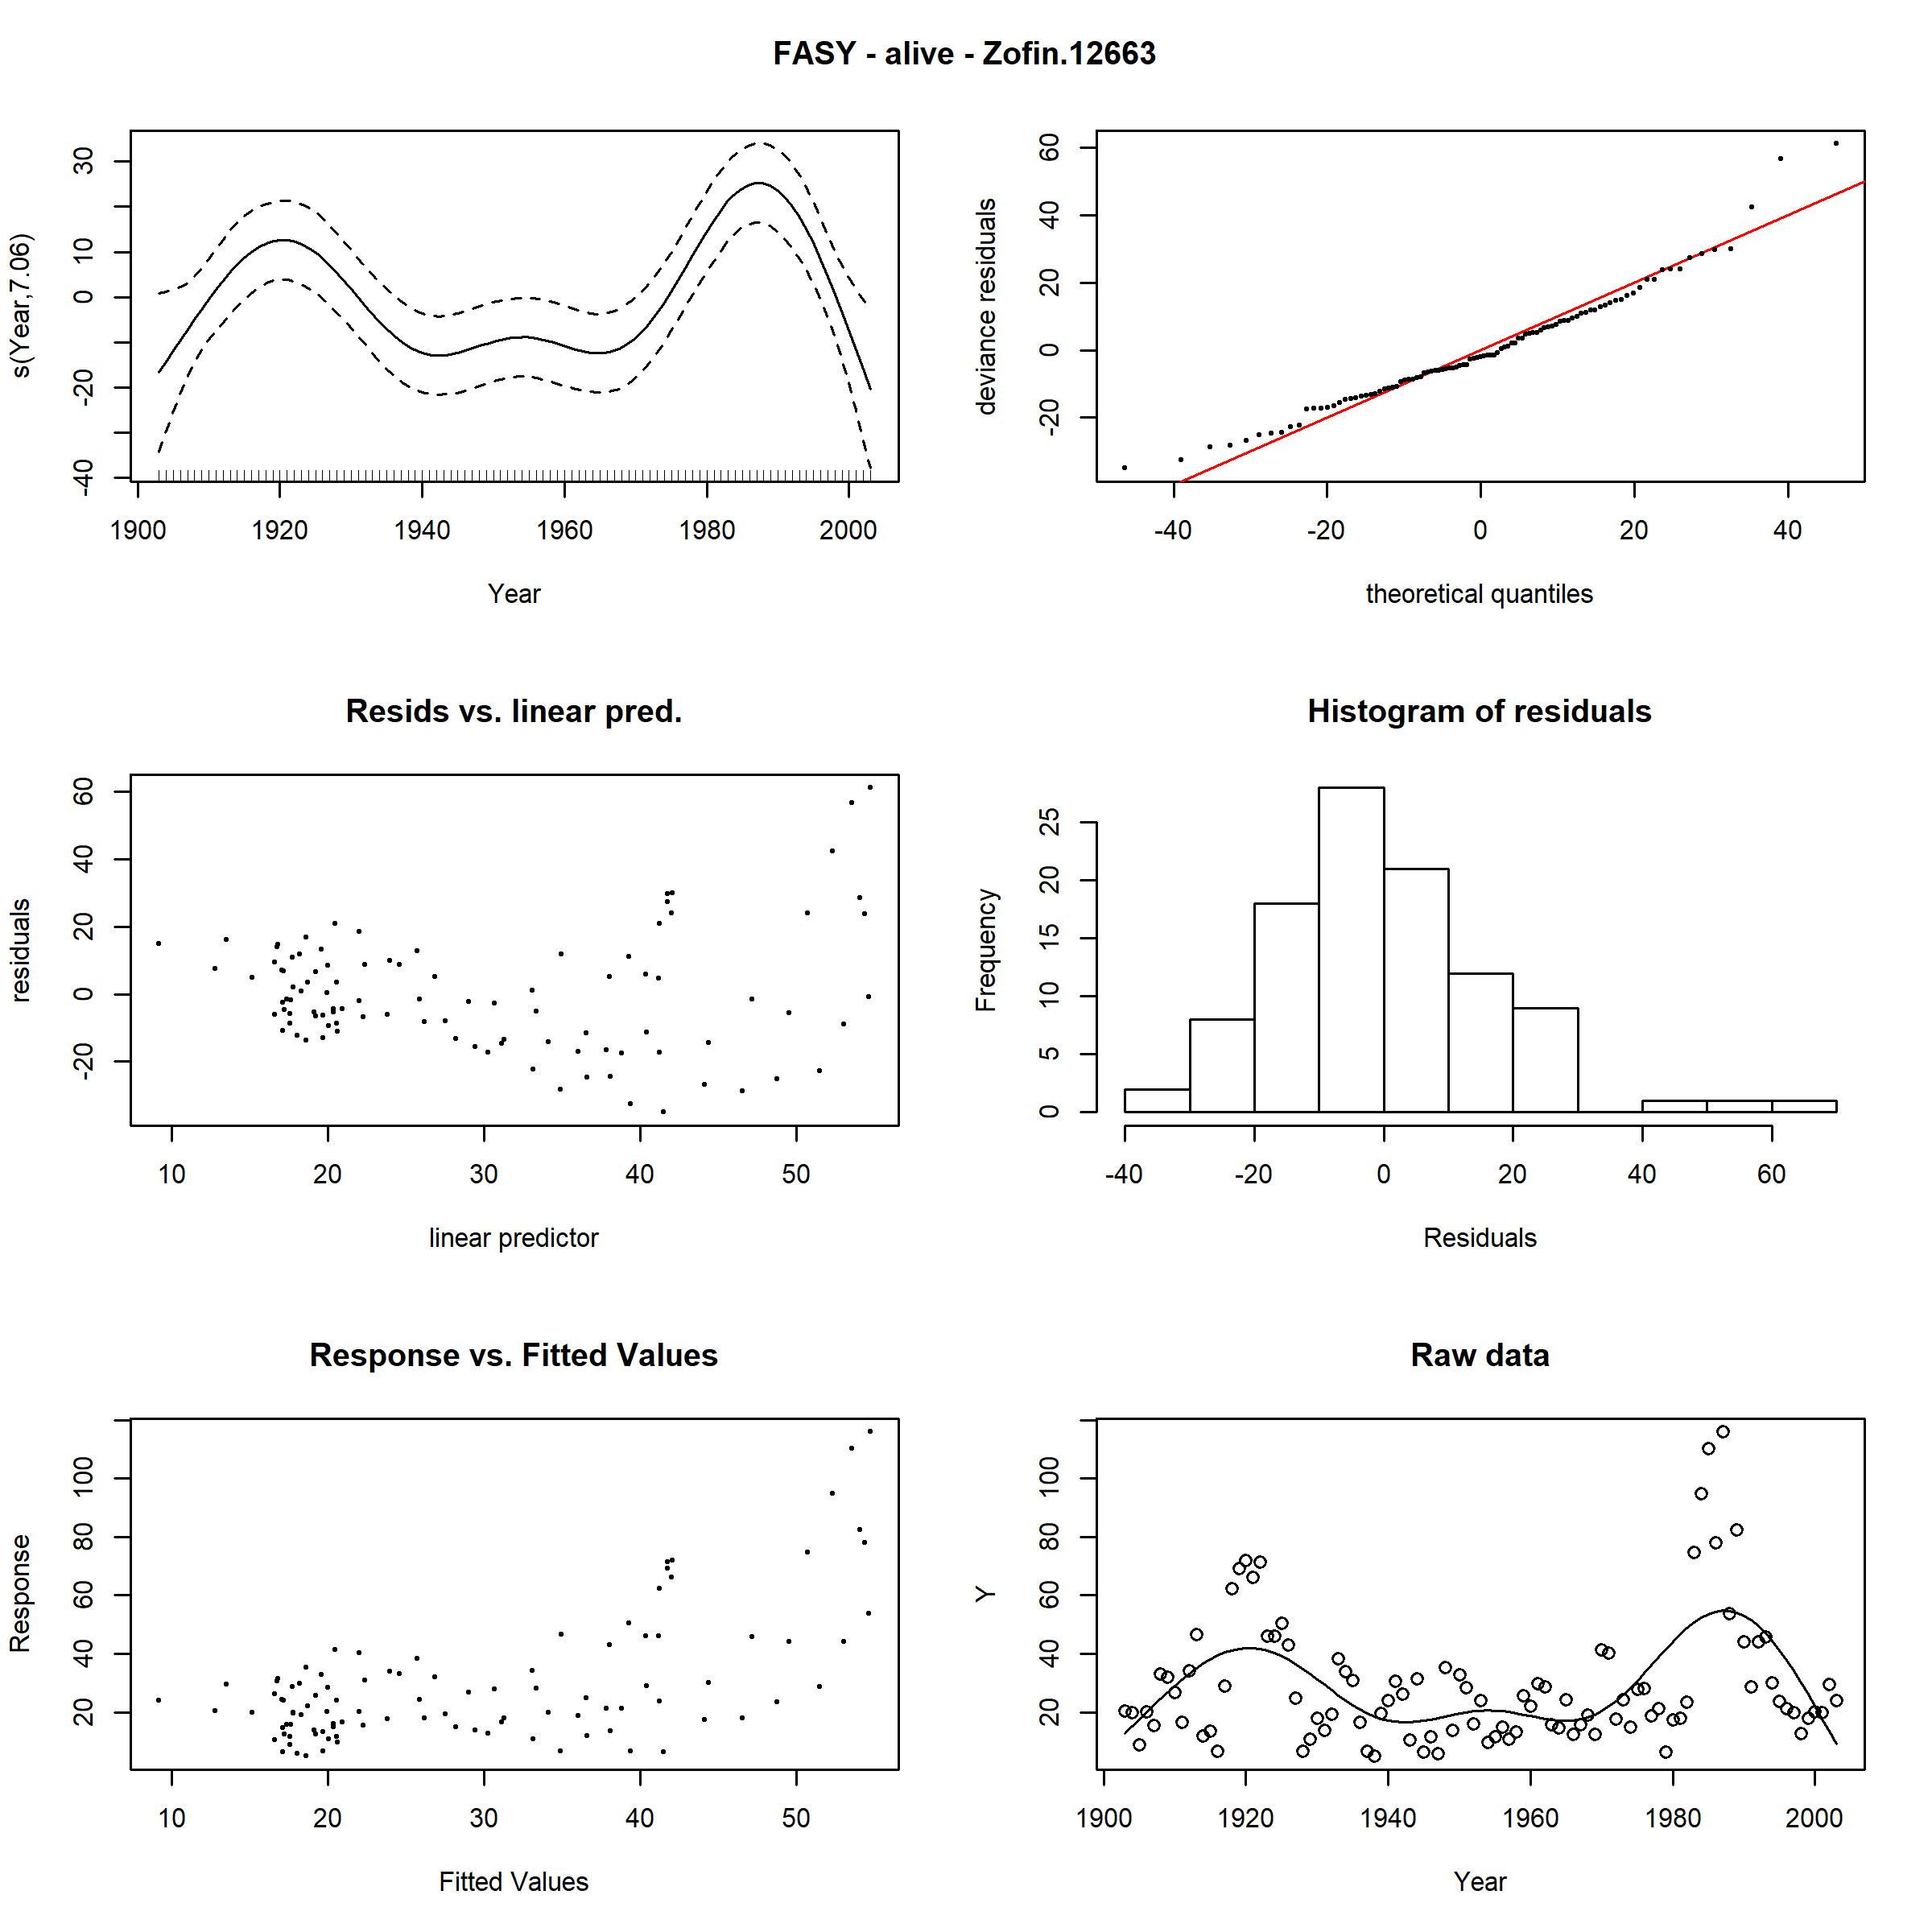 FASY - alive - Zofin.12663
s(Year,7.06)
30
10
0
-20
-40
1900 1920 1940 1960 1980 2000
Year
deviance residuals
60
40
20
0
-20
-40 -20 0 20 40
theoretical quantiles
Resids vs. linear pred.
residuals
60
40
20
0
-20
10 20 30 40 50
linear predictor
Histogram of residuals
Frequency
25
20
15
10
5
0
-40 -20 0 20 40 60
Residuals
Response vs. Fitted Values
Response
100
80
60
40
20
10 20 30 40 50
Fitted Values
Raw data
Y
100
80
60
40
20
1900 1920 1940 1960 1980 2000
Year